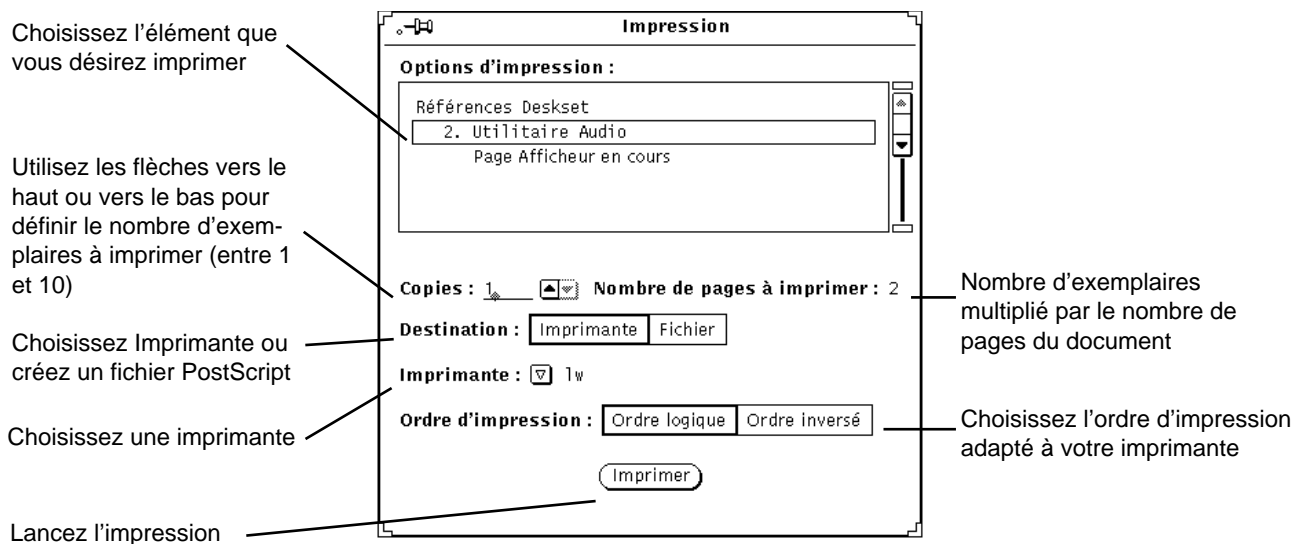 Choisissez l’élément que
vous désirez imprimer
Utilisez les flèches vers le
haut ou vers le bas pour
définir le nombre d’exem-
plaires à imprimer (entre 1
et 10)
Choisissez Imprimante ou
créez un fichier PostScript
Choisissez une imprimante
Lancez l’impression
Impression
Options d'impression :
Références Deskset
2. Utilitaire Audio
Page Afficheur en cours
Copies : 1 Nombre de pages à imprimer : 2
Destination : Imprimante Fichier
Imprimante : lw
Ordre d'impression : Ordre logique Ordre inversé
Imprimer
Nombre d’exemplaires
multiplié par le nombre de
pages du document
Choisissez l’ordre d’impression
adapté à votre imprimante